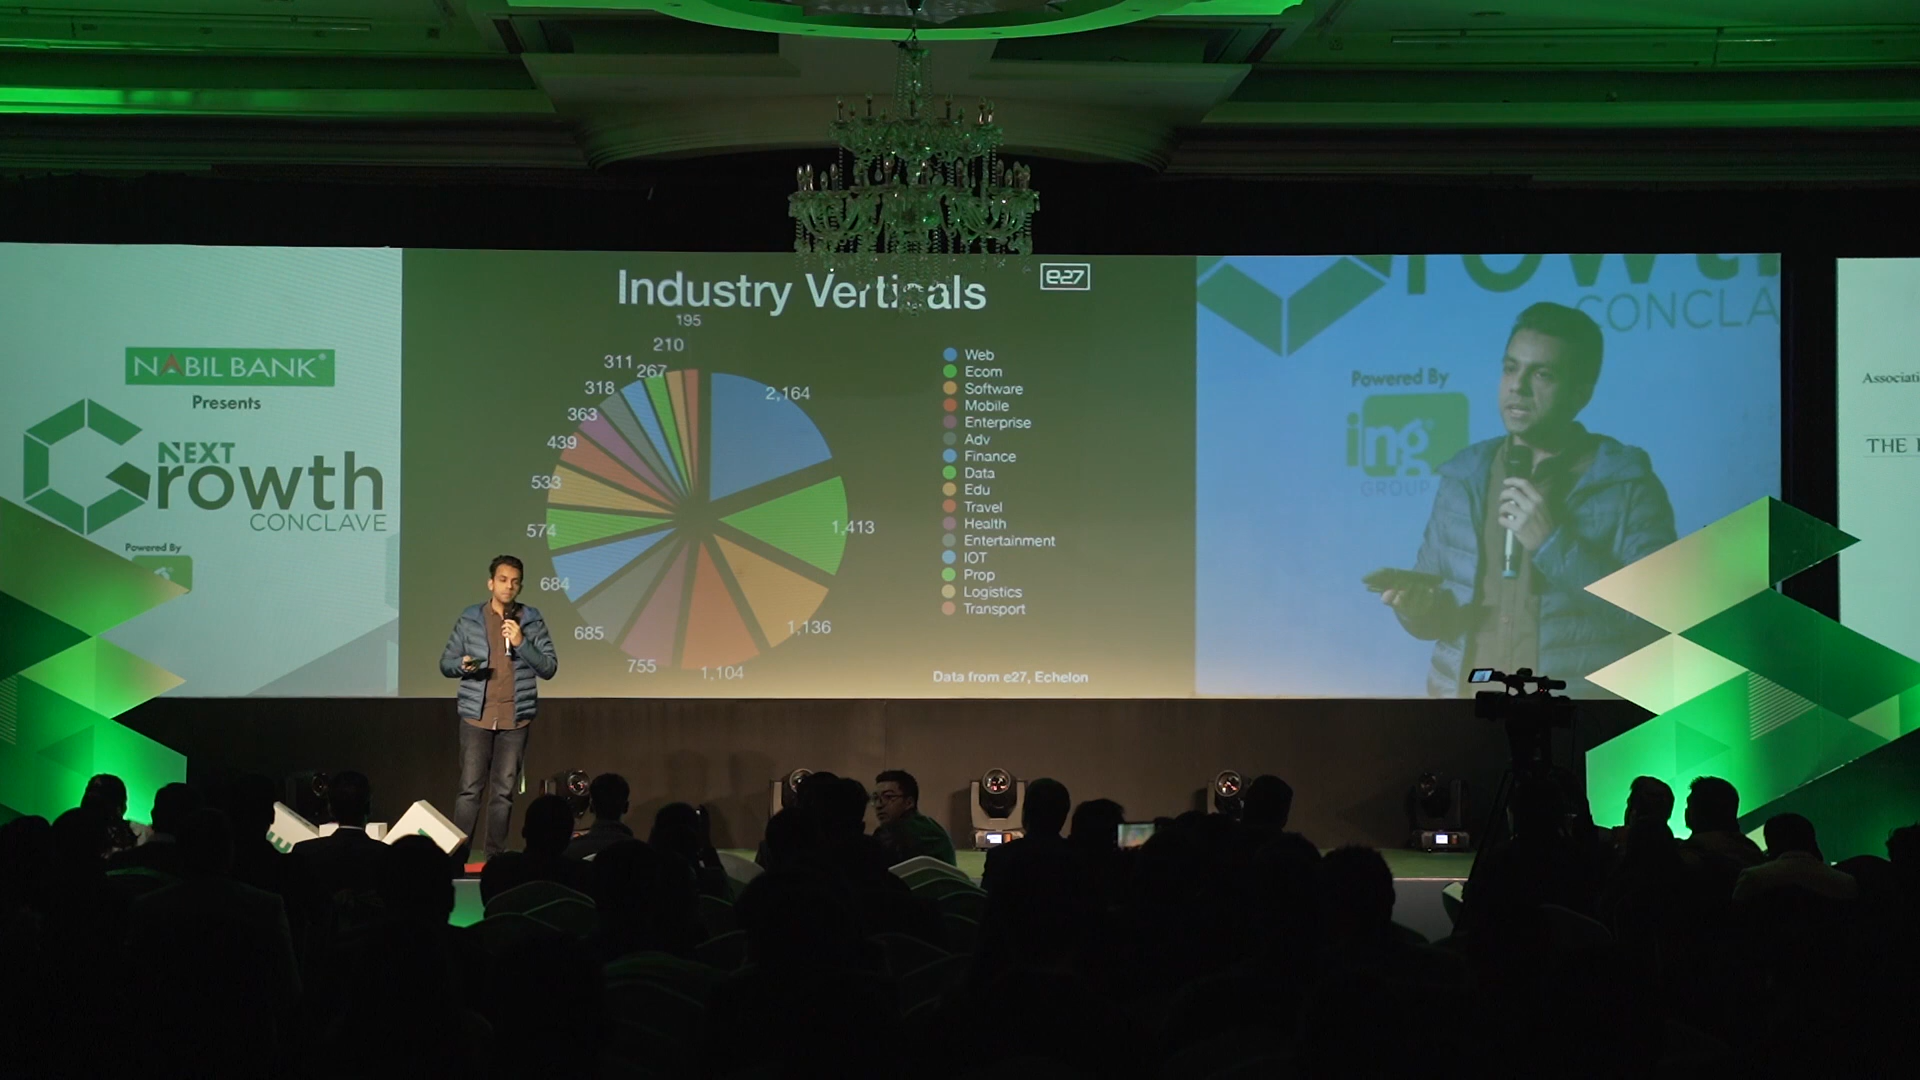 NABIL BANK®
Presents
NEXT
Growth
CONCLAVE
Powered By
Industry Verticals
e27
195
210
311
267
318
363
439
533
574
684
685
755
1,104
1,136
1,413
2,164
Web
Ecom
Software
Mobile
Enterprise
Adv
Finance
Data
Edu
Travel
Health
Entertainment
IOT
Prop
Logistics
Transport
Data from e27, Echelon
CONCLA
Powered By
ing
GROUP
Associati
THE